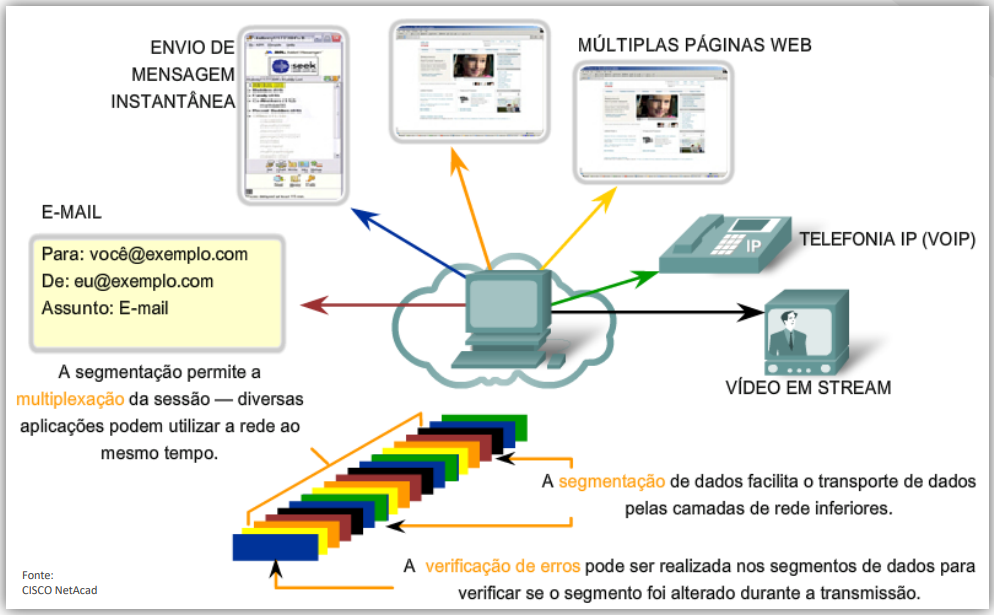 ENVIO DE
MENSAGEM
INSTANTÂNEA
seek
MÚLTIPLAS PÁGINAS WEB
E-MAIL
Para: você@exemplo.com
De: eu@exemplo.com
Assunto: E-mail
IP
TELEFONIA IP (VOIP)
VÍDEO EM STREAM
A segmentação permite a
multiplexação da sessão — diversas
aplicações podem utilizar a rede ao
mesmo tempo.
A segmentação de dados facilita o transporte de dados
pelas camadas de rede inferiores.
A verificação de erros pode ser realizada nos segmentos de dados para
verificar se o segmento foi alterado durante a transmissão.
Fonte:
CISCO NetAcad